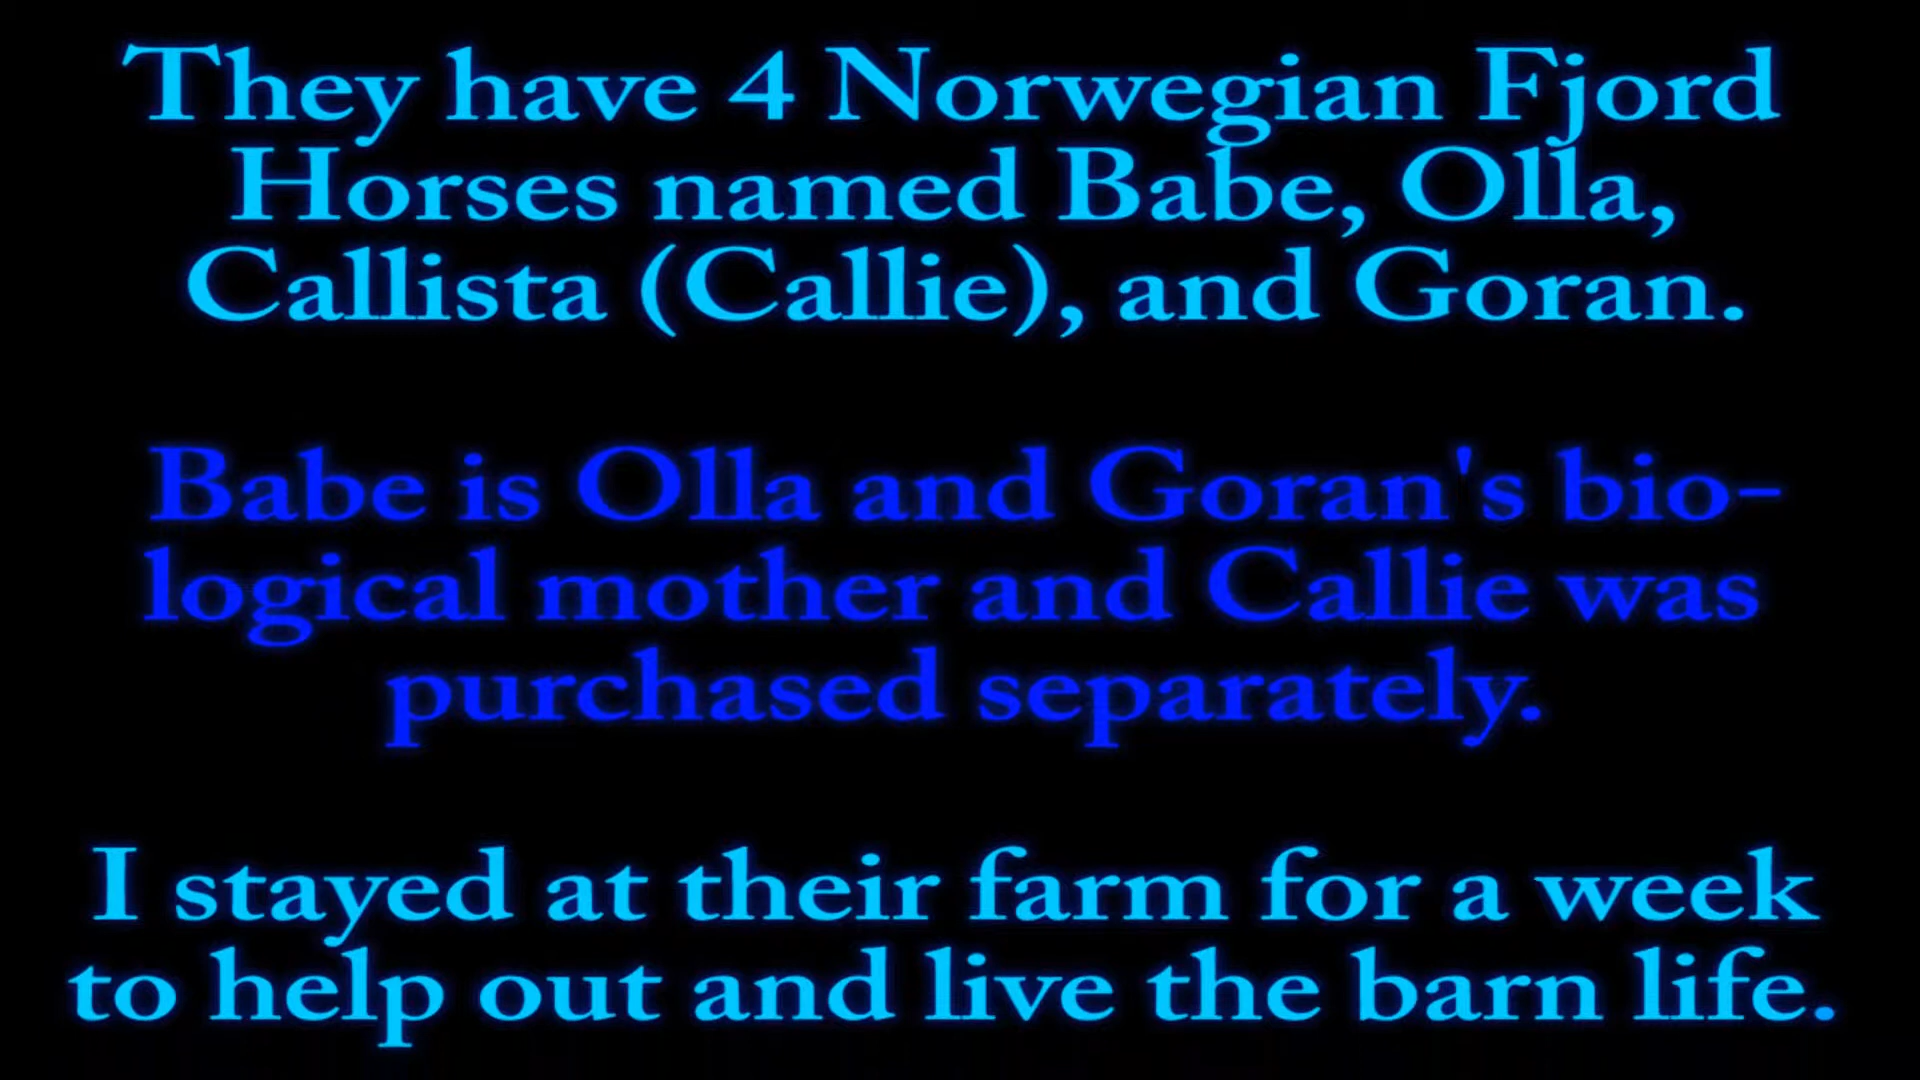 They have 4 Norwegian Fjord
Horses named Babe, Olla,
Callista (Callie), and Goran.
Babe is Olla and Goran's bio-
logical mother and Callie was
purchased separately.
I stayed at their farm for a week
to help out and live the barn life.